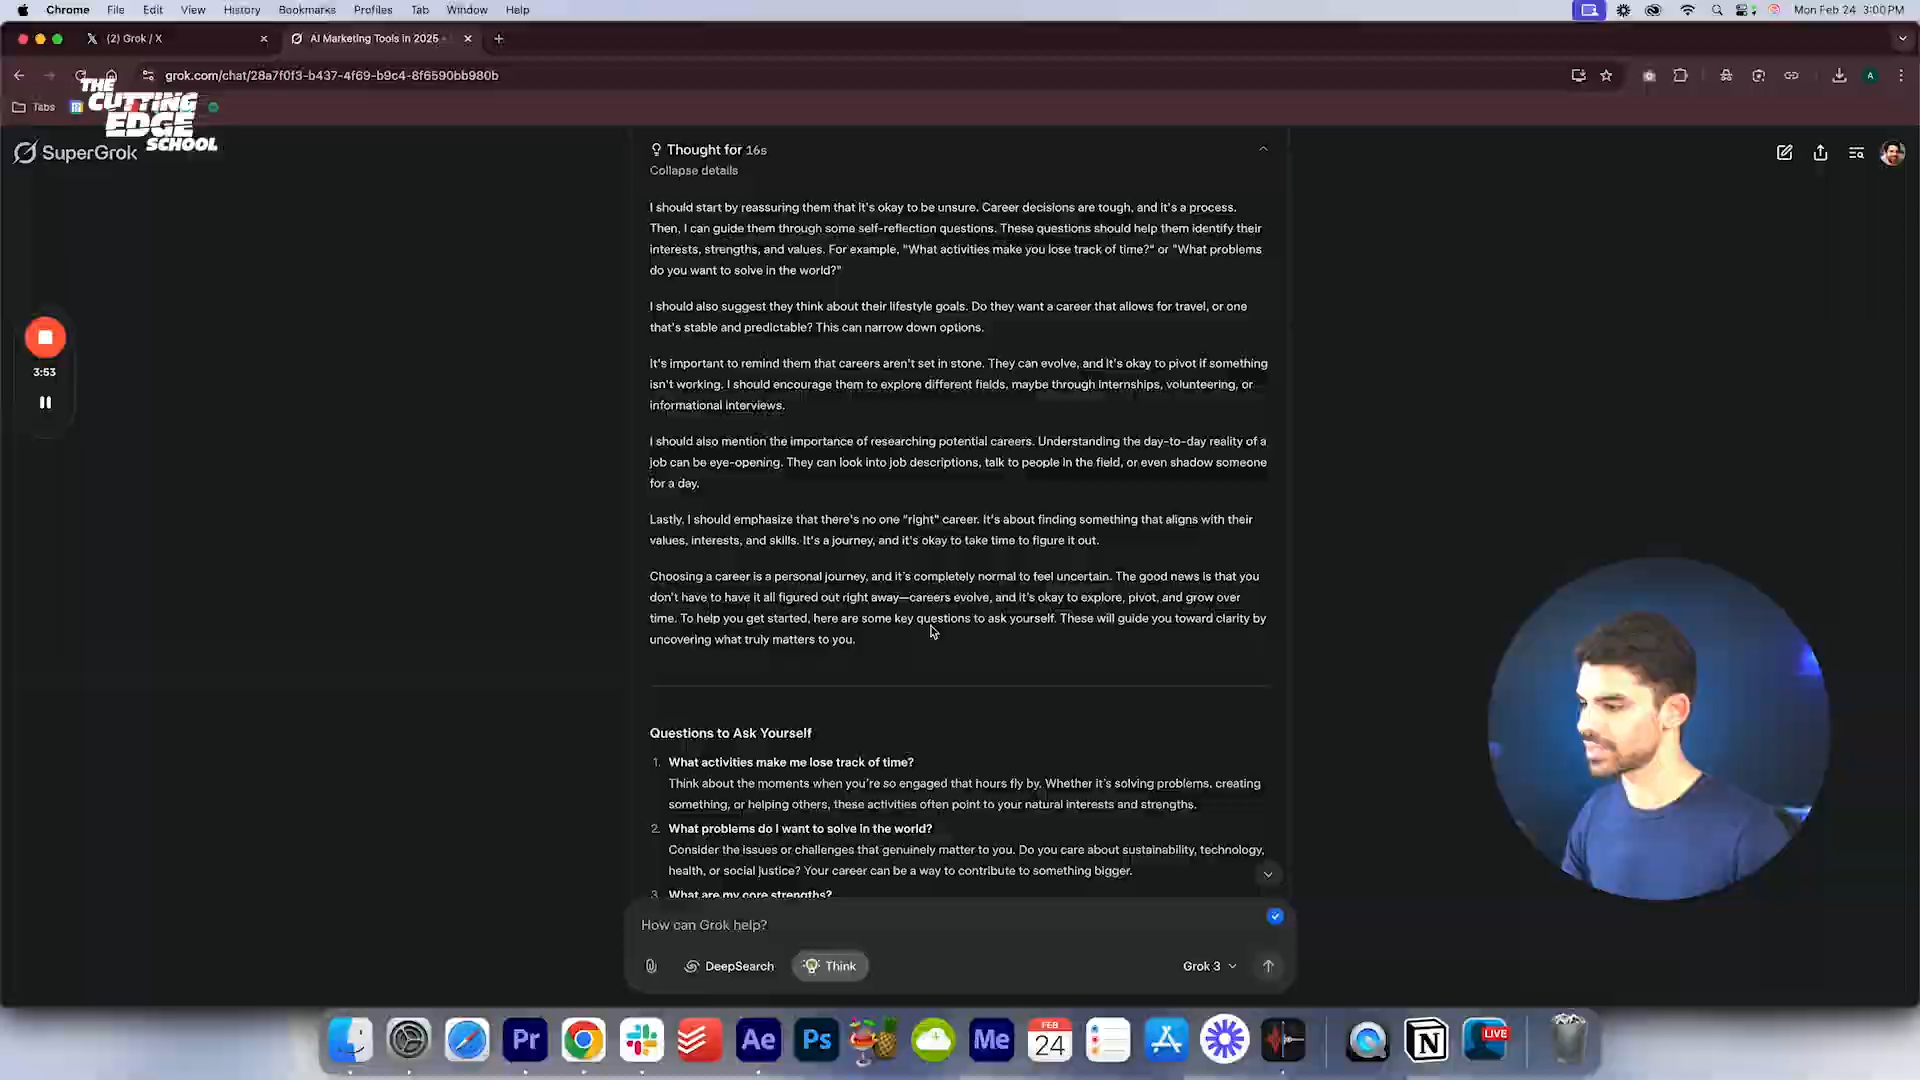 Chrome File Edit View History Bookmarks Profiles Tab Window Help Mon Feb 24 3:00 PM
(2) Grok / X
AI Marketing Tools in 2025
grok.com/chat/28a7f0f3-b437-4f69-b9c4-8f6590bb980b
A
Tabs
THE
CUTTING
EDGE
SCHOOL
SuperGrok
Thought for 16s
Collapse details
I should start by reassuring them that it's okay to be unsure. Career decisions are tough, and it's a process.
Then, I can guide them through some self-reflection questions. These questions should help them identify their
interests, strengths, and values. For example, "What activities make you lose track of time?" or "What problems
do you want to solve in the world?"
I should also suggest they think about their lifestyle goals. Do they want a career that allows for travel, or one
that's stable and predictable? This can narrow down options.
It's important to remind them that careers aren't set in stone. They can evolve, and it's okay to pivot if something
isn't working. I should encourage them to explore different fields, maybe through internships, volunteering, or
informational interviews.
I should also mention the importance of researching potential careers. Understanding the day-to-day reality of a
job can be eye-opening. They can look into job descriptions, talk to people in the field, or even shadow someone
for a day.
Lastly, I should emphasize that there's no one "right" career. It's about finding something that aligns with their
values, interests, and skills. It's a journey, and it's okay to take time to figure it out.
Choosing a career is a personal journey, and it's completely normal to feel uncertain. The good news is that you
don't have to have it all figured out right away—careers evolve, and it's okay to explore, pivot, and grow over
time. To help you get started, here are some key questions to ask yourself. These will guide you toward clarity by
uncovering what truly matters to you.
3:53
Questions to Ask Yourself
1. What activities make me lose track of time?
Think about the moments when you're so engaged that hours fly by. Whether it's solving problems, creating
something, or helping others, these activities often point to your natural interests and strengths.
2. What problems do I want to solve in the world?
Consider the issues or challenges that genuinely matter to you. Do you care about sustainability, technology,
health, or social justice? Your career can be a way to contribute to something bigger.
3. What are my core strengths?
How can Grok help?
DeepSearch Think Grok 3
Pr Ae Ps Me FEB 24 N LIVE